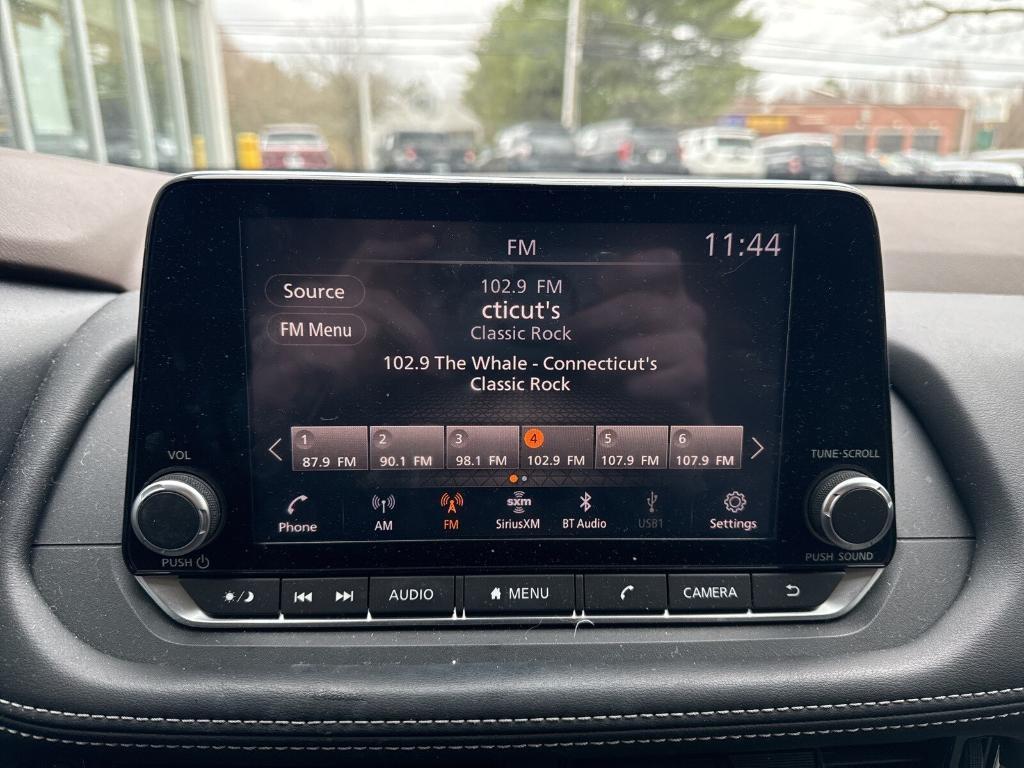 FM
11:44
Source
102.9 FM
cticut's
FM Menu
Classic Rock
102.9 The Whale - Connecticut's
Classic Rock
1 2 3 4 5 6
87.9 FM 90.1 FM 98.1 FM 102.9 FM 107.9 FM 107.9 FM
VOL
TUNE·SCROLL
sxm
Phone AM FM SiriusXM BT Audio USB1 Settings
PUSH
PUSH SOUND
AUDIO MENU CAMERA